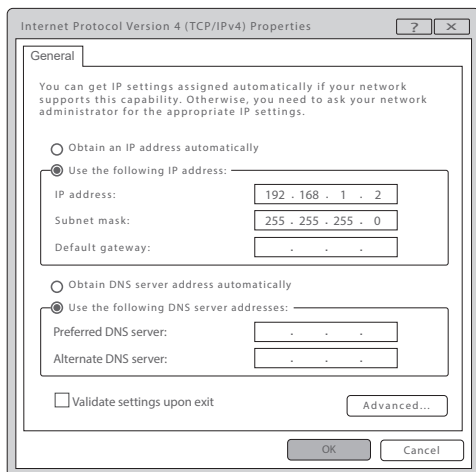 Internet Protocol Version 4 (TCP/IPv4) Properties ? ×
General
You can get IP settings assigned automatically if your network
supports this capability. Otherwise, you need to ask your network
administrator for the appropriate IP settings.
Obtain an IP address automatically
Use the following IP address:
IP address: 192 . 168 . 1 . 2
Subnet mask: 255 . 255 . 255 . 0
Default gateway: . . .
Obtain DNS server address automatically
Use the following DNS server addresses:
Preferred DNS server: . . .
Alternate DNS server: . . .
Validate settings upon exit
Advanced...
OK Cancel